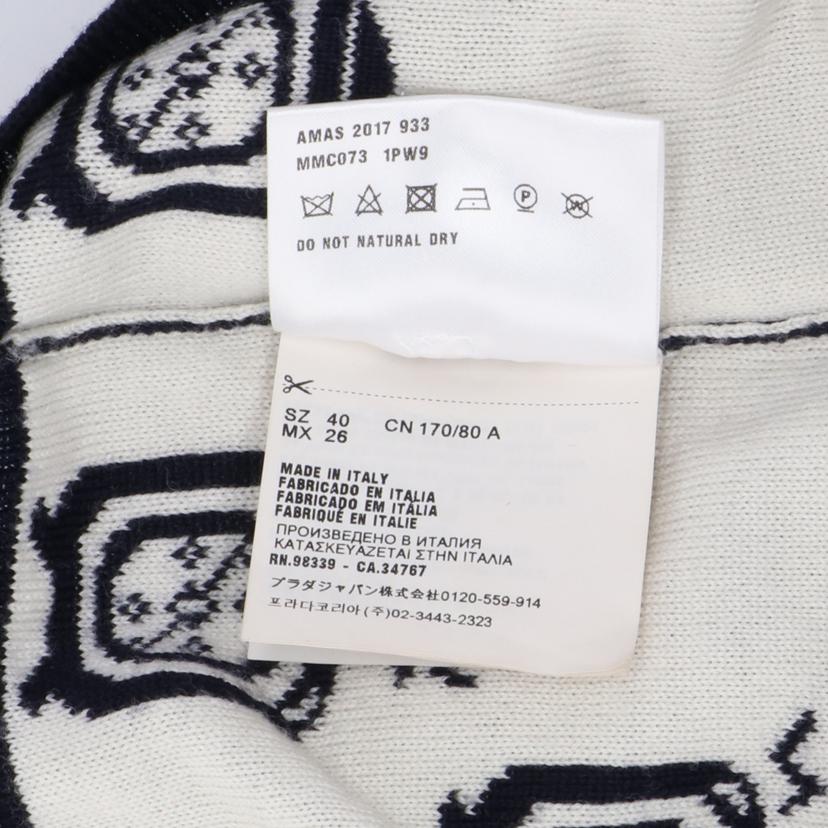 AMAS 2017 933
MMC073 1PW9
P
W
DO NOT NATURAL DRY
SZ 40 CN 170/80 A
MX 26
MADE IN ITALY
FABRICADO EN ITALIA
FABRICADO EM ITÁLIA
FABRIQUÉ EN ITALIE
ПРОИЗВЕДЕНО В ИТАЛИЯ
ΚΑΤΑΣΚΕΥΑΖΕΤΑΙ ΣΤΗΝ ΙΤΑΛΙΑ
RN.98339 - CA.34767
プラダジャパン株式会社0120-559-914
프라다코리아(주)02-3443-2323